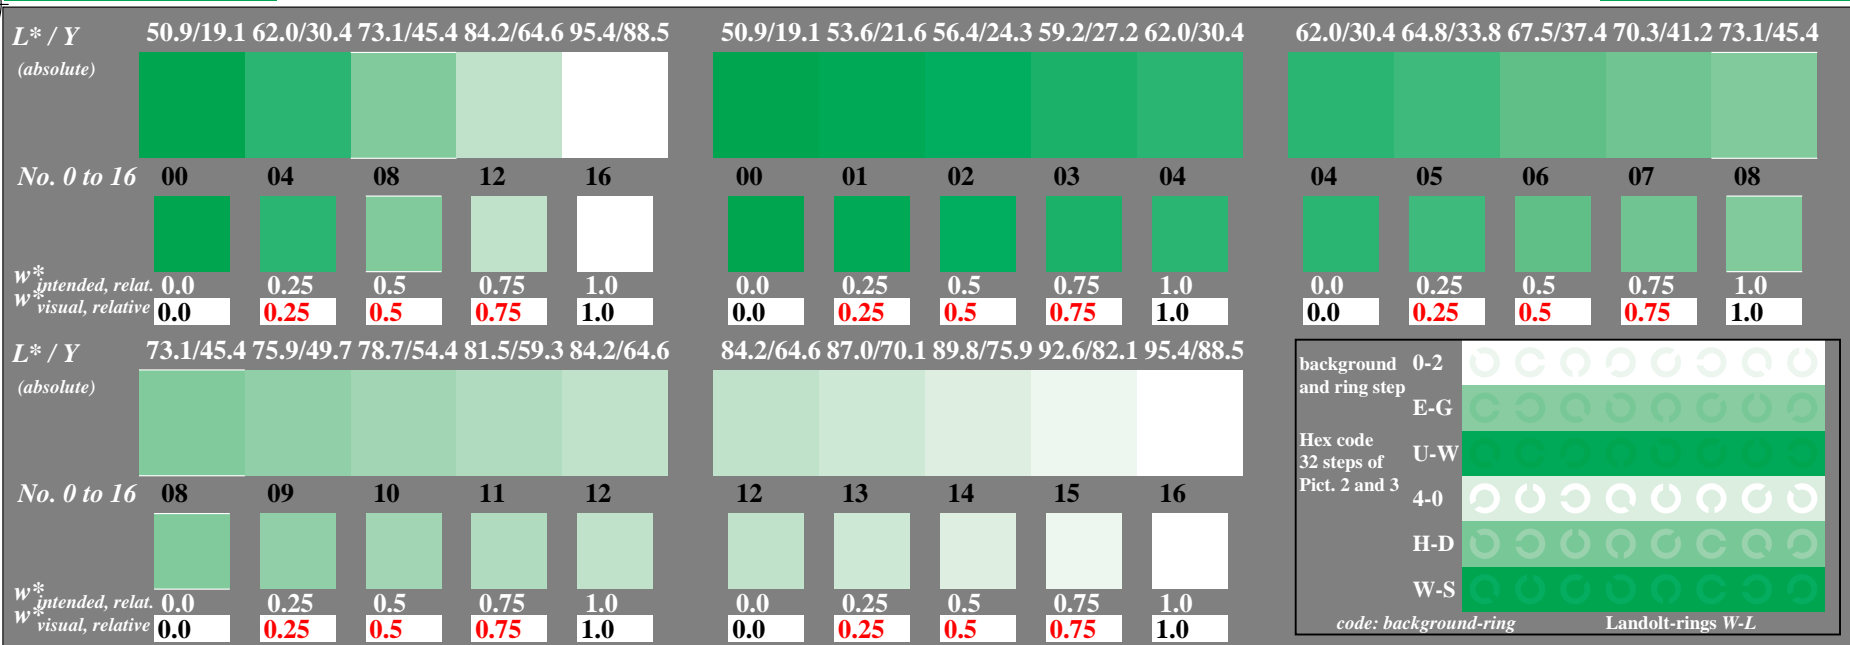 L* / Y 50.9/19.1 62.0/30.4 73.1/45.4 84.2/64.6 95.4/88.5 50.9/19.1 53.6/21.6 56.4/24.3 59.2/27.2 62.0/30.4 62.0/30.4 64.8/33.8 67.5/37.4 70.3/41.2 73.1/45.4
(absolute)
No. 0 to 16 00 04 08 12 16 00 01 02 03 04 04 05 06 07 08
w* intended, relat. 0.0 0.25 0.5 0.75 1.0 0.0 0.25 0.5 0.75 1.0 0.0 0.25 0.5 0.75 1.0
w* visual, relative 0.0 0.25 0.5 0.75 1.0 0.0 0.25 0.5 0.75 1.0 0.0 0.25 0.5 0.75 1.0
L* / Y 73.1/45.4 75.9/49.7 78.7/54.4 81.5/59.3 84.2/64.6 84.2/64.6 87.0/70.1 89.8/75.9 92.6/82.1 95.4/88.5
(absolute)
No. 0 to 16 08 09 10 11 12 12 13 14 15 16
w* intended, relat. 0.0 0.25 0.5 0.75 1.0 0.0 0.25 0.5 0.75 1.0
w* visual, relative 0.0 0.25 0.5 0.75 1.0 0.0 0.25 0.5 0.75 1.0
background 0-2
and ring step
E-G
Hex code
U-W
32 steps of
Pict. 2 and 3
4-0
H-D
W-S
code: background-ring Landolt-rings W-L